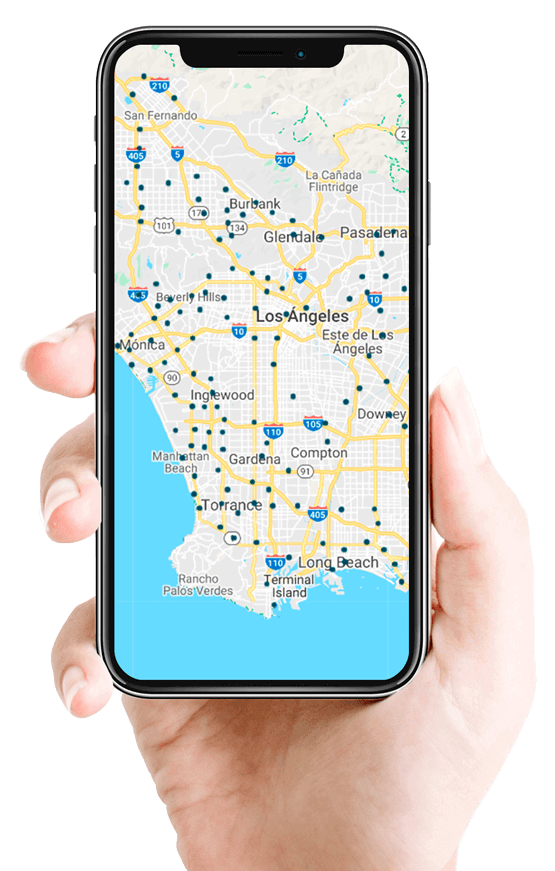 210
San Fernando
2
405
5
210
La Cañada
Flintridge
Burbank
170
101
134
Glendale
Pasadena
5
405
Beverly Hills
10
Los Ángeles
10
Este de Los
Ángeles
Mónica
90
Inglewood
Downey
110
105
Manhattan
Beach
Gardena
Compton
91
Torrance
405
110
Long Beach
Rancho
Palos Verdes
Terminal
Island